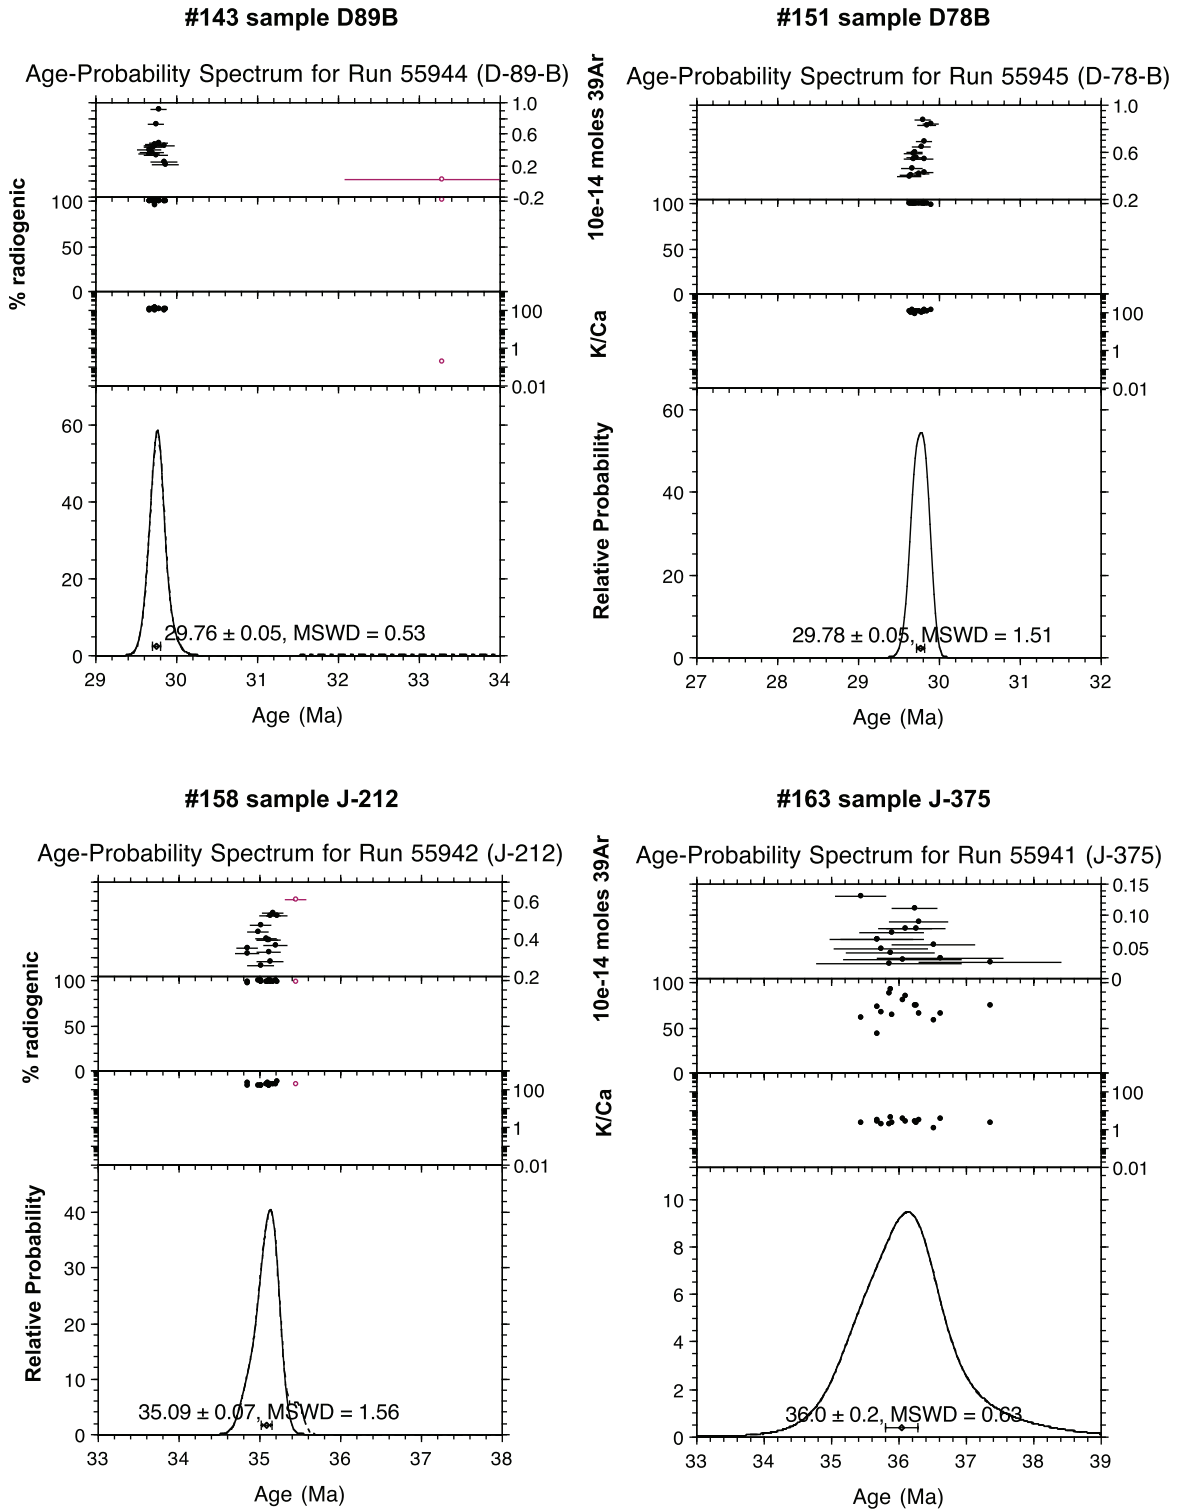 #143 sample D89B
Age-Probability Spectrum for Run 55944 (D-89-B)
1.0
0.6
0.2
-0.2
100
50
0
% radiogenic
100
1
0.01
60
40
20
0
29.76 ± 0.05, MSWD = 0.53
29 30 31 32 33 34
Age (Ma)
#151 sample D78B
Age-Probability Spectrum for Run 55945 (D-78-B)
10e-14 moles 39Ar
1.0
0.6
0.2
100
50
0
K/Ca
100
1
0.01
Relative Probability
60
40
20
0
29.78 ± 0.05, MSWD = 1.51
27 28 29 30 31 32
Age (Ma)
#158 sample J-212
Age-Probability Spectrum for Run 55942 (J-212)
0.6
0.4
0.2
% radiogenic
100
50
0
100
1
0.01
Relative Probability
40
30
20
10
0
35.09 ± 0.07, MSWD = 1.56
33 34 35 36 37 38
Age (Ma)
#163 sample J-375
Age-Probability Spectrum for Run 55941 (J-375)
10e-14 moles 39Ar
0.15
0.10
0.05
0
100
50
0
K/Ca
100
1
0.01
10
8
6
4
2
0
36.0 ± 0.2, MSWD = 0.63
33 34 35 36 37 38 39
Age (Ma)